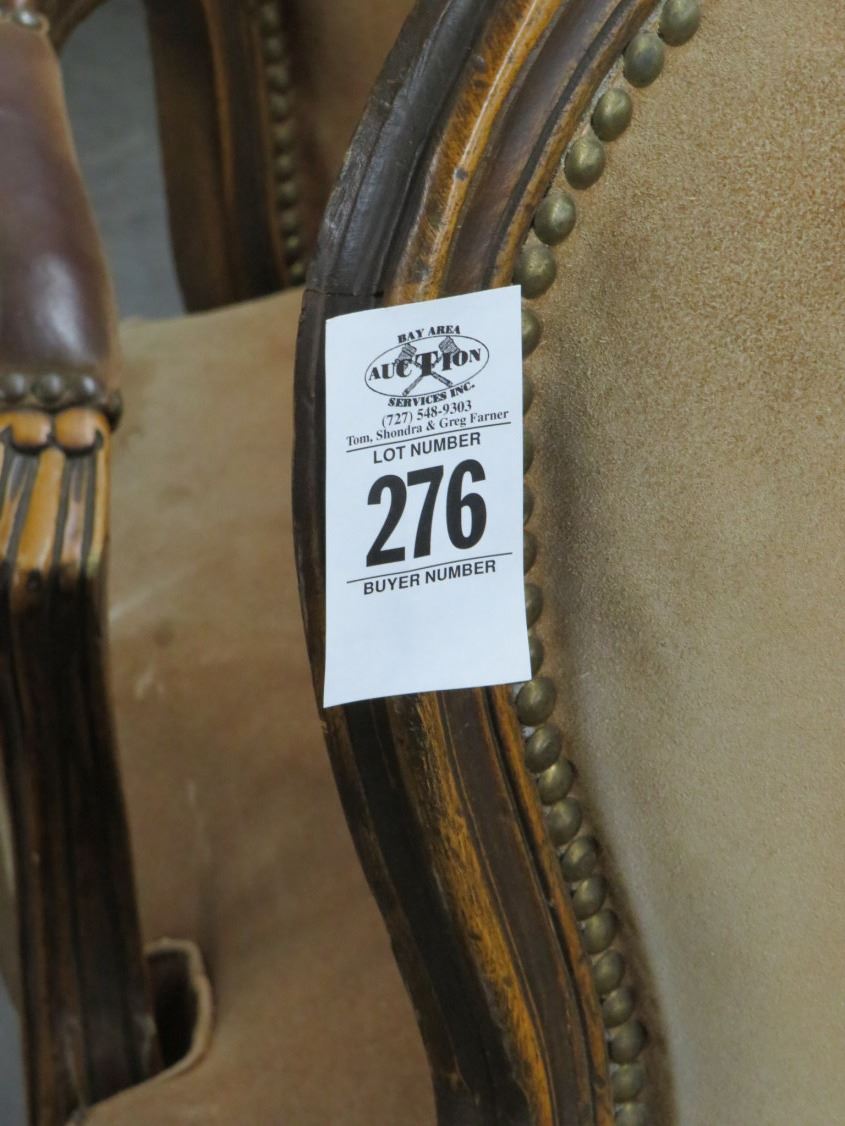 BAY AREA
AUCTION
SERVICES INC.
(727) 548-9303
Tom, Shondra & Greg Farner
LOT NUMBER
276
BUYER NUMBER